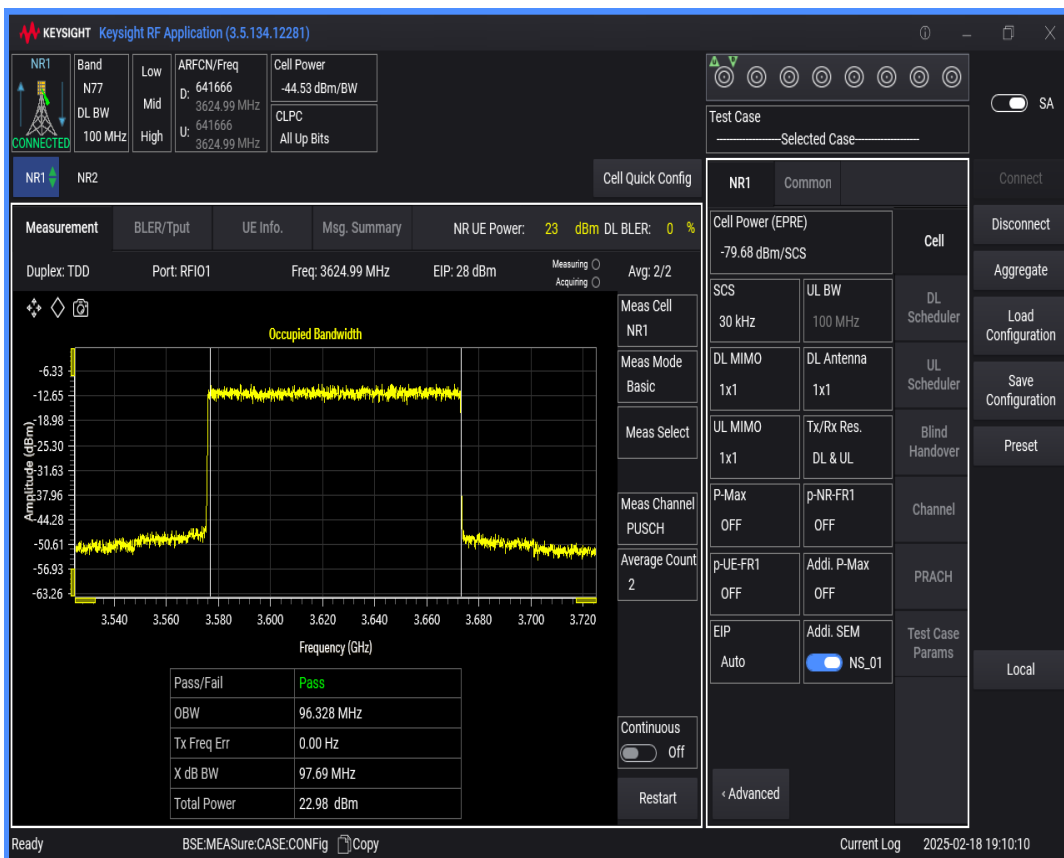 KEYSIGHT Keysight RF Application (3.5.134.12281)
NR1
CONNECTED
Band
N77
DL BW
100 MHz
Low
Mid
High
ARFCN/Freq
D: 641666
3624.99 MHz
U: 641666
3624.99 MHz
Cell Power
-44.53 dBm/BW
CLPC
All Up Bits
Test Case
Selected Case
SA
NR1 NR2 Cell Quick Config
Measurement BLER/Tput UE Info. Msg. Summary NR UE Power: 23 dBm DL BLER: 0 %
Duplex: TDD Port: RFIO1 Freq: 3624.99 MHz EIP: 28 dBm Measuring Avg: 2/2
Acquiring
Occupied Bandwidth
Amplitude (dBm)
-6.33
-12.65
-18.98
-25.30
-31.63
-37.96
-44.28
-50.61
-56.93
-63.26
3.540 3.560 3.580 3.600 3.620 3.640 3.660 3.680 3.700 3.720
Frequency (GHz)
Pass/Fail Pass
OBW 96.328 MHz
Tx Freq Err 0.00 Hz
X dB BW 97.69 MHz
Total Power 22.98 dBm
Meas Cell
NR1
Meas Mode
Basic
Meas Select
Meas Channel
PUSCH
Average Count
2
Continuous
Off
Restart
NR1 Common
Cell Power (EPRE)
-79.68 dBm/SCS
SCS
30 kHz
UL BW
100 MHz
DL MIMO
1x1
DL Antenna
1x1
UL MIMO
1x1
Tx/Rx Res.
DL & UL
P-Max
OFF
p-NR-FR1
OFF
p-UE-FR1
OFF
Addi. P-Max
OFF
EIP
Auto
Addi. SEM
NS_01
‹ Advanced
Cell
DL
Scheduler
UL
Scheduler
Blind
Handover
Channel
PRACH
Test Case
Params
Connect
Disconnect
Aggregate
Load
Configuration
Save
Configuration
Preset
Local
Ready BSE:MEASure:CASE:CONFig Copy Current Log 2025-02-18 19:10:10